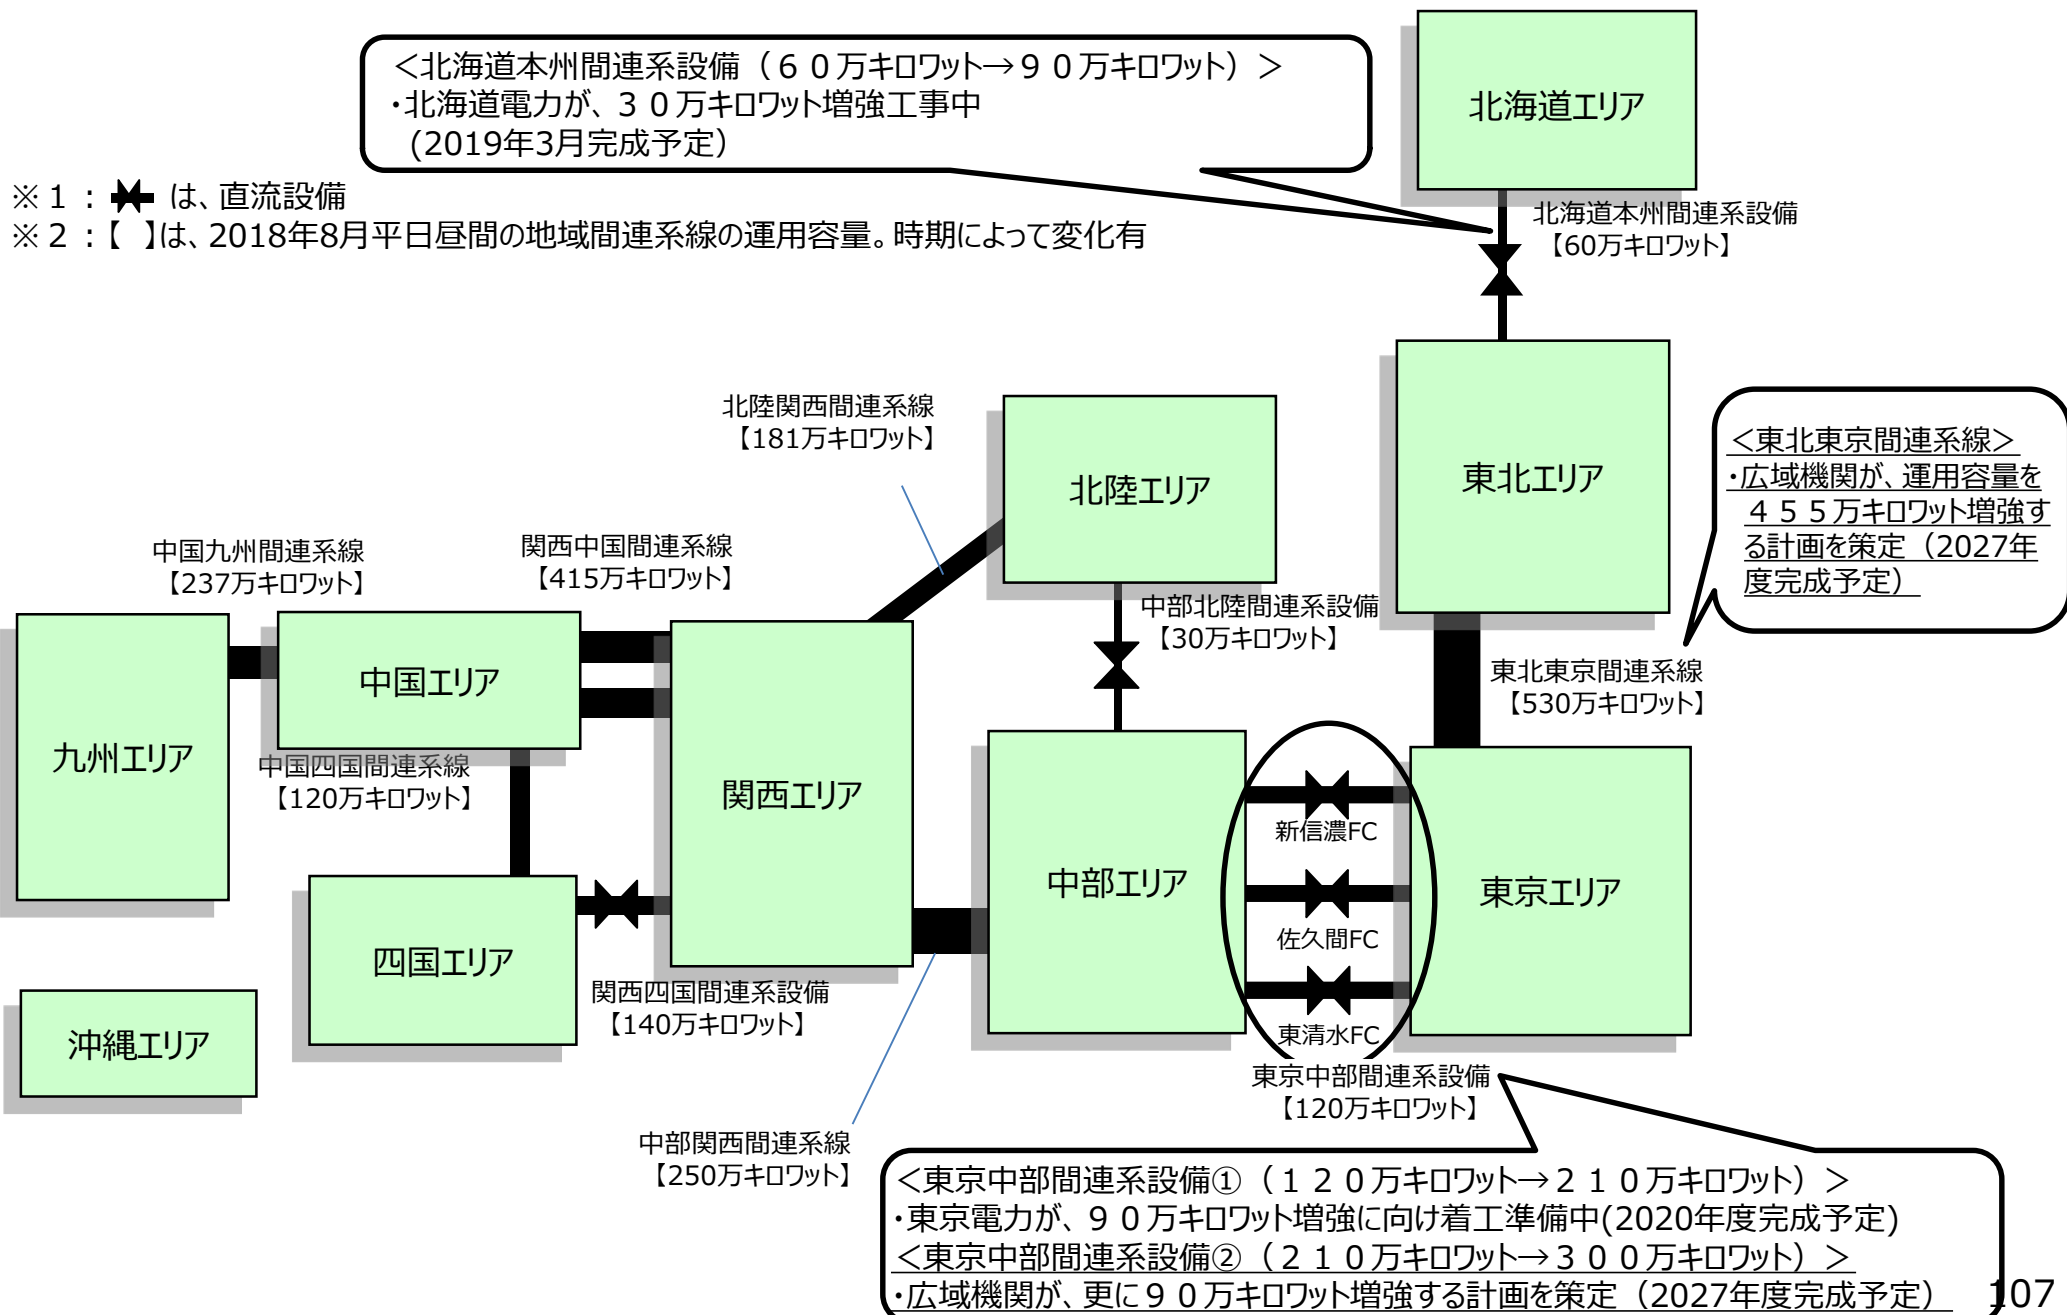 ＜北海道本州間連系設備（６０万キロワット→９０万キロワット）＞
・北海道電力が、３０万キロワット増強工事中
(2019年3月完成予定）
北海道エリア
※１： は、直流設備
※２：【　】は、2018年8月平日昼間の地域間連系線の運用容量。時期によって変化有
北海道本州間連系設備
【60万キロワット】
東北エリア
＜東北東京間連系線＞
・広域機関が、運用容量を
４５５万キロワット増強す
る計画を策定（2027年
度完成予定）
北陸関西間連系線
【181万キロワット】
北陸エリア
中国九州間連系線
【237万キロワット】
関西中国間連系線
【415万キロワット】
中部北陸間連系設備
【30万キロワット】
東北東京間連系線
【530万キロワット】
九州エリア
中国エリア
中国四国間連系線
【120万キロワット】
関西エリア
中部エリア
新信濃FC
佐久間FC
東清水FC
東京エリア
四国エリア
沖縄エリア
関西四国間連系設備
【140万キロワット】
東京中部間連系設備
【120万キロワット】
中部関西間連系線
【250万キロワット】
＜東京中部間連系設備①（１２０万キロワット→２１０万キロワット）＞
・東京電力が、９０万キロワット増強に向け着工準備中(2020年度完成予定)
＜東京中部間連系設備②（２１０万キロワット→３００万キロワット）＞
・広域機関が、更に９０万キロワット増強する計画を策定（2027年度完成予定）
107